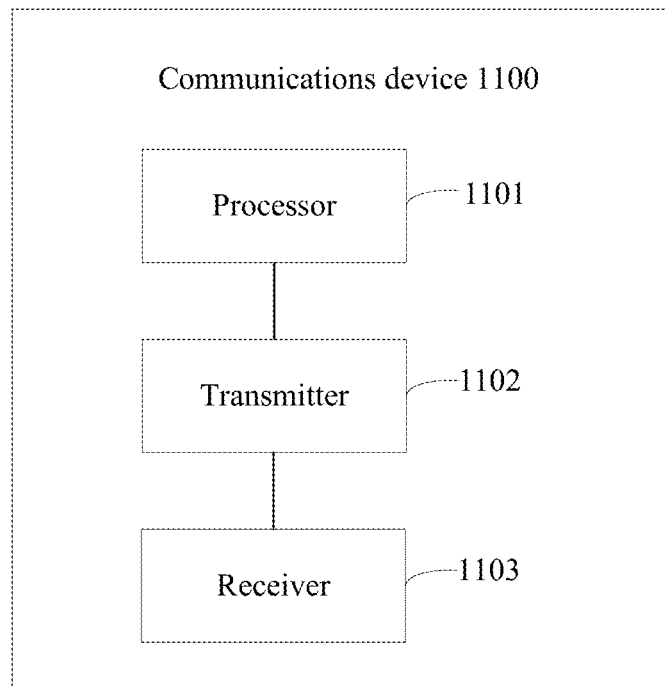 Communications device 1100
Processor
1101
Transmitter
1102
Receiver
1103